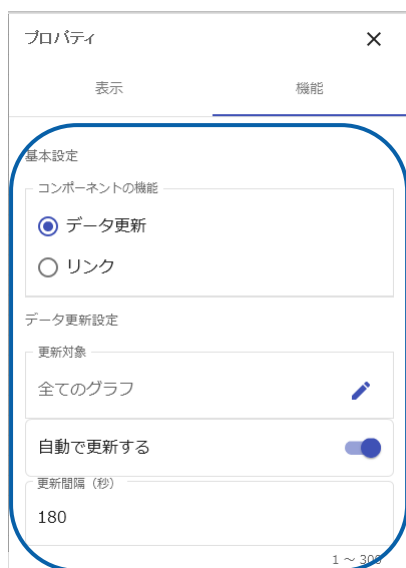 プロパティ
表示 機能
基本設定
コンポーネントの機能
データ更新
リンク
データ更新設定
更新対象
全てのグラフ
自動で更新する
更新間隔（秒）
180
1 ～ 300